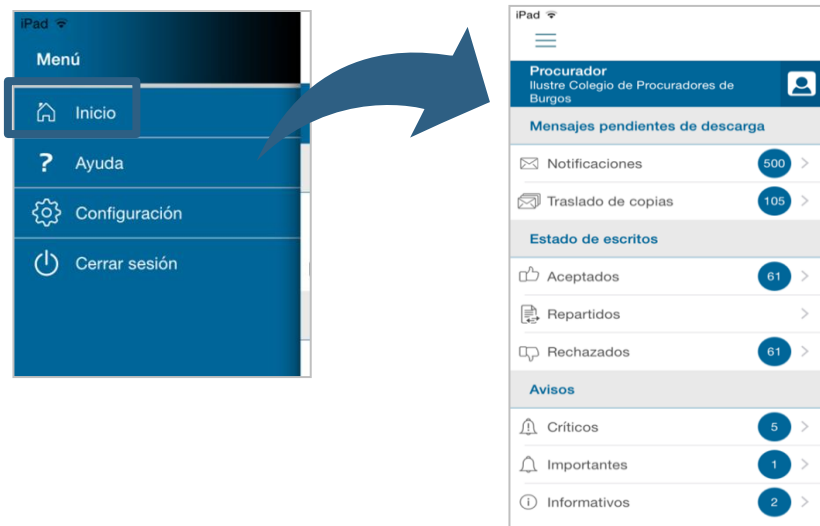 iPad
Menú
Inicio
? Ayuda
Configuración
Cerrar sesión
iPad
Procurador
Ilustre Colegio de Procuradores de
Burgos
Mensajes pendientes de descarga
Notificaciones 500
Traslado de copias 105
Estado de escritos
Aceptados 61
Repartidos
Rechazados 61
Avisos
Críticos 5
Importantes 1
Informativos 2